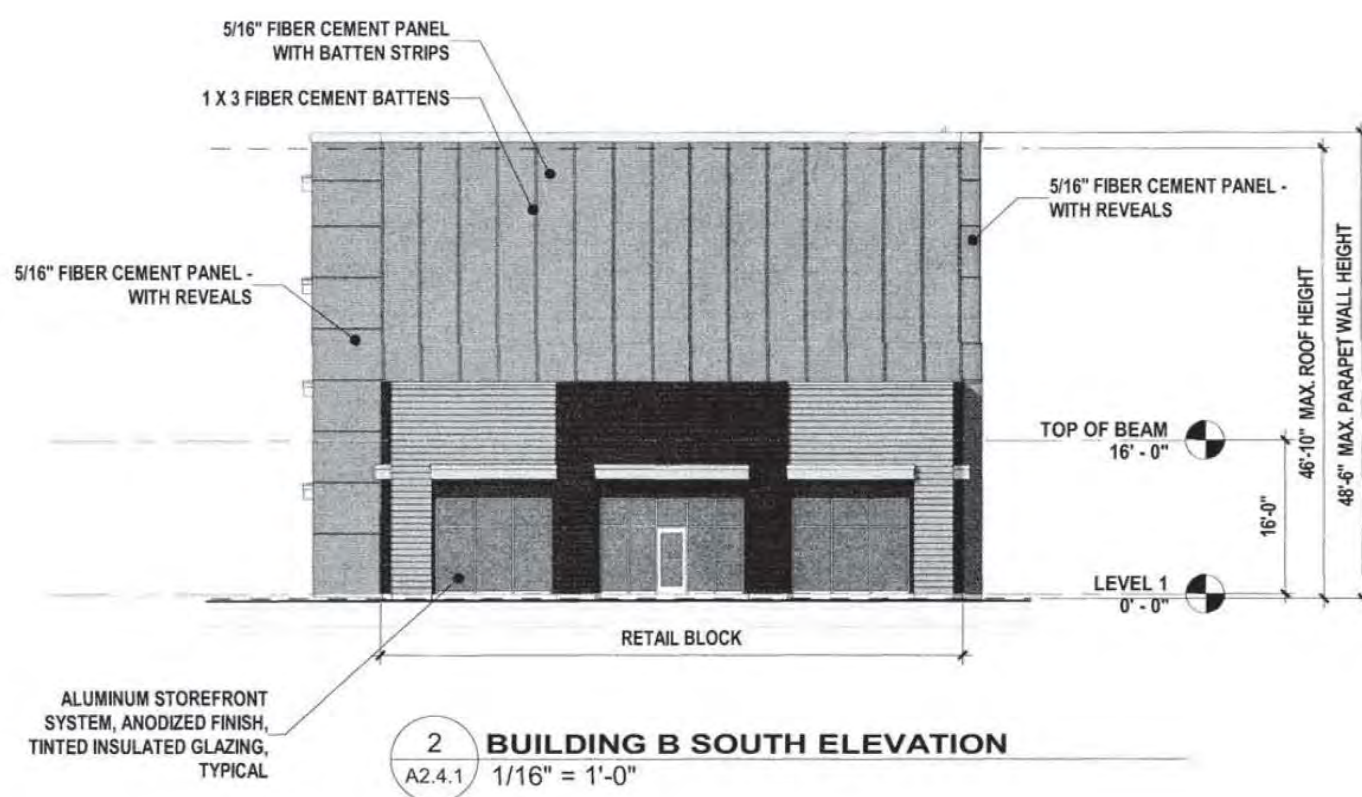 5/16" FIBER CEMENT PANEL
WITH BATTEN STRIPS
1 X 3 FIBER CEMENT BATTENS
5/16" FIBER CEMENT PANEL -
WITH REVEALS
5/16" FIBER CEMENT PANEL -
WITH REVEALS
46'-10" MAX. ROOF HEIGHT
48'-6" MAX. PARAPET WALL HEIGHT
TOP OF BEAM
16' - 0"
16'-0"
LEVEL 1
0' - 0"
RETAIL BLOCK
ALUMINUM STOREFRONT
SYSTEM, ANODIZED FINISH,
TINTED INSULATED GLAZING,
TYPICAL
2
A2.4.1
BUILDING B SOUTH ELEVATION
1/16" = 1'-0"